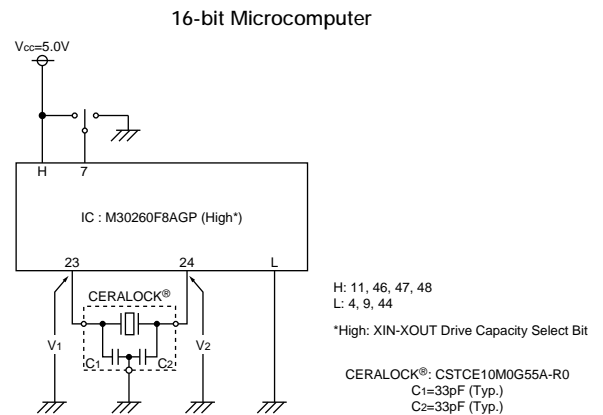 16-bit Microcomputer
Vcc=5.0V
H 7
IC : M30260F8AGP (High*)
23 24 L
CERALOCK®
V1 V2
C1 C2
H: 11, 46, 47, 48
L: 4, 9, 44
*High: XIN-XOUT Drive Capacity Select Bit
CERALOCK®: CSTCE10M0G55A-R0
C1=33pF (Typ.)
C2=33pF (Typ.)